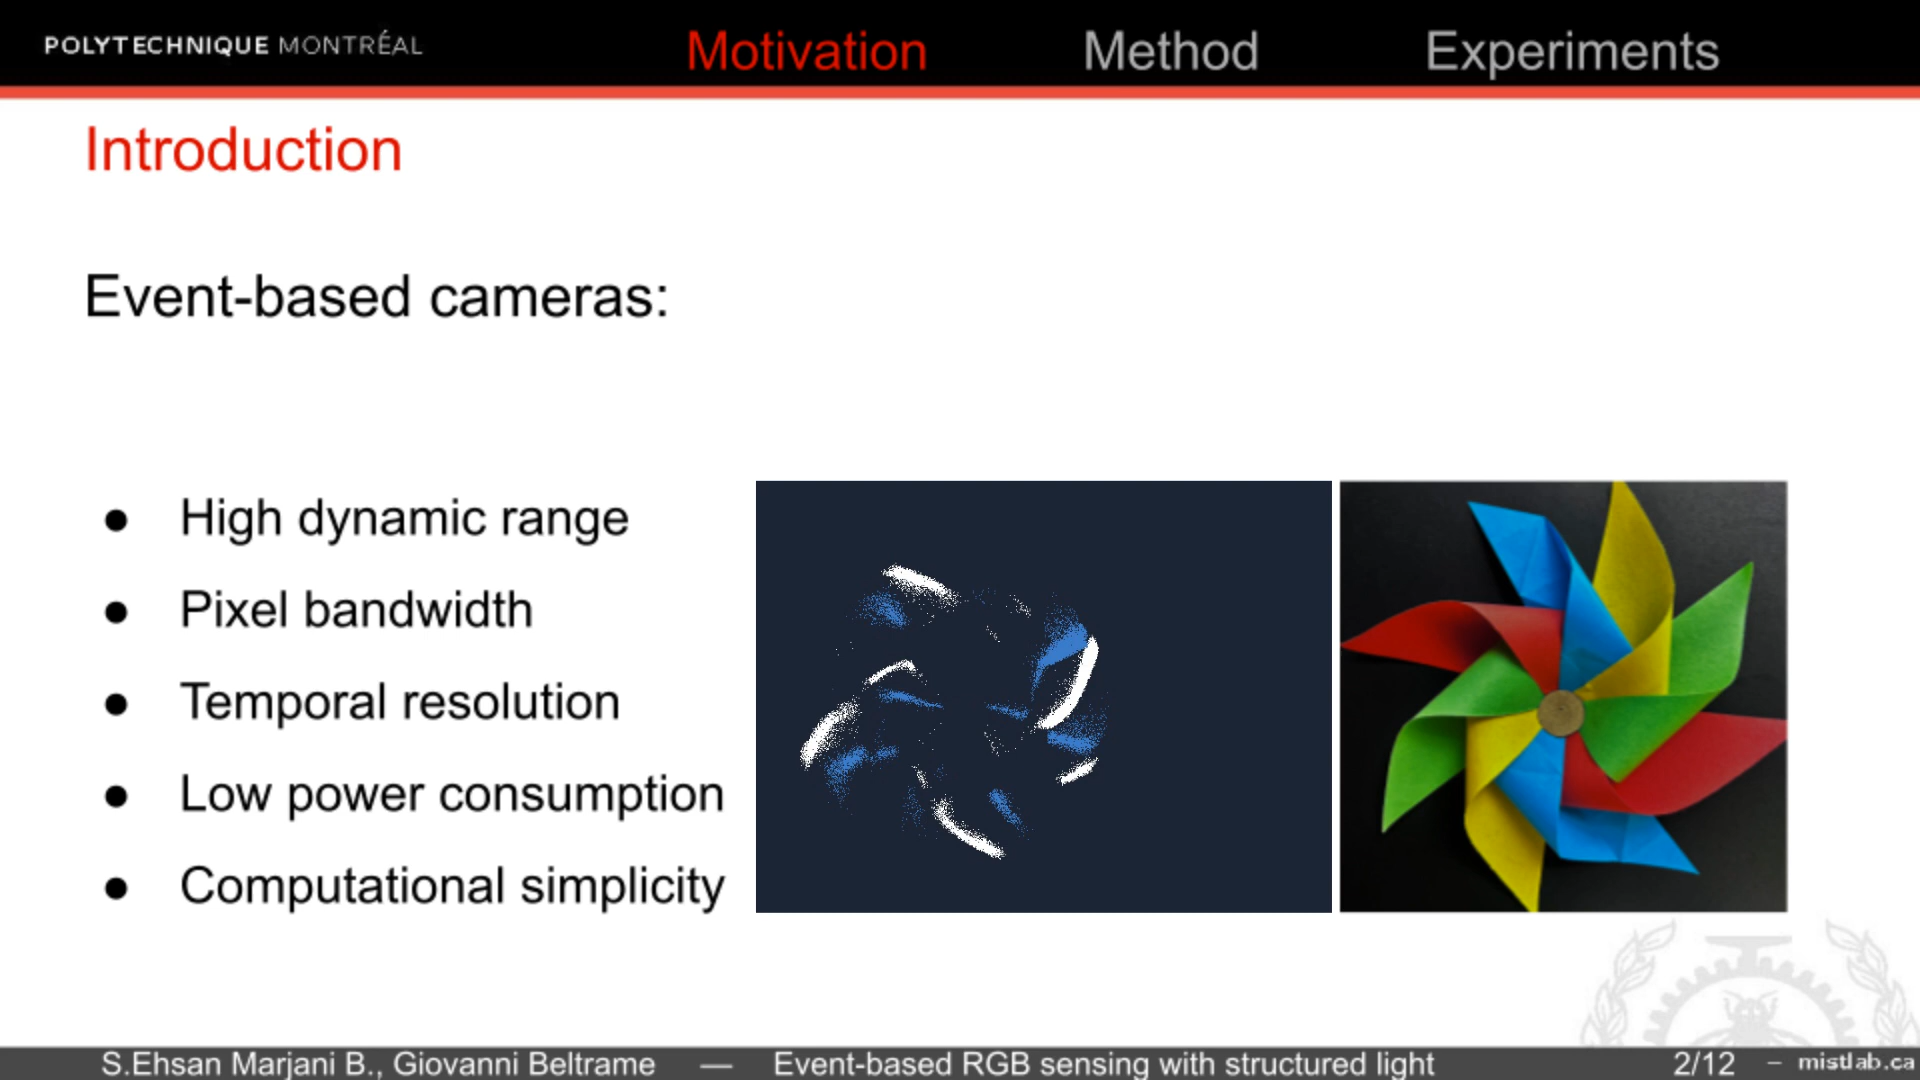 POLYTECHNIQUE MONTRÉAL
Motivation Method Experiments
Introduction
Event-based cameras:
● High dynamic range
● Pixel bandwidth
● Temporal resolution
● Low power consumption
● Computational simplicity
S.Ehsan Marjani B., Giovanni Beltrame — Event-based RGB sensing with structured light 2/12 – mistlab.ca